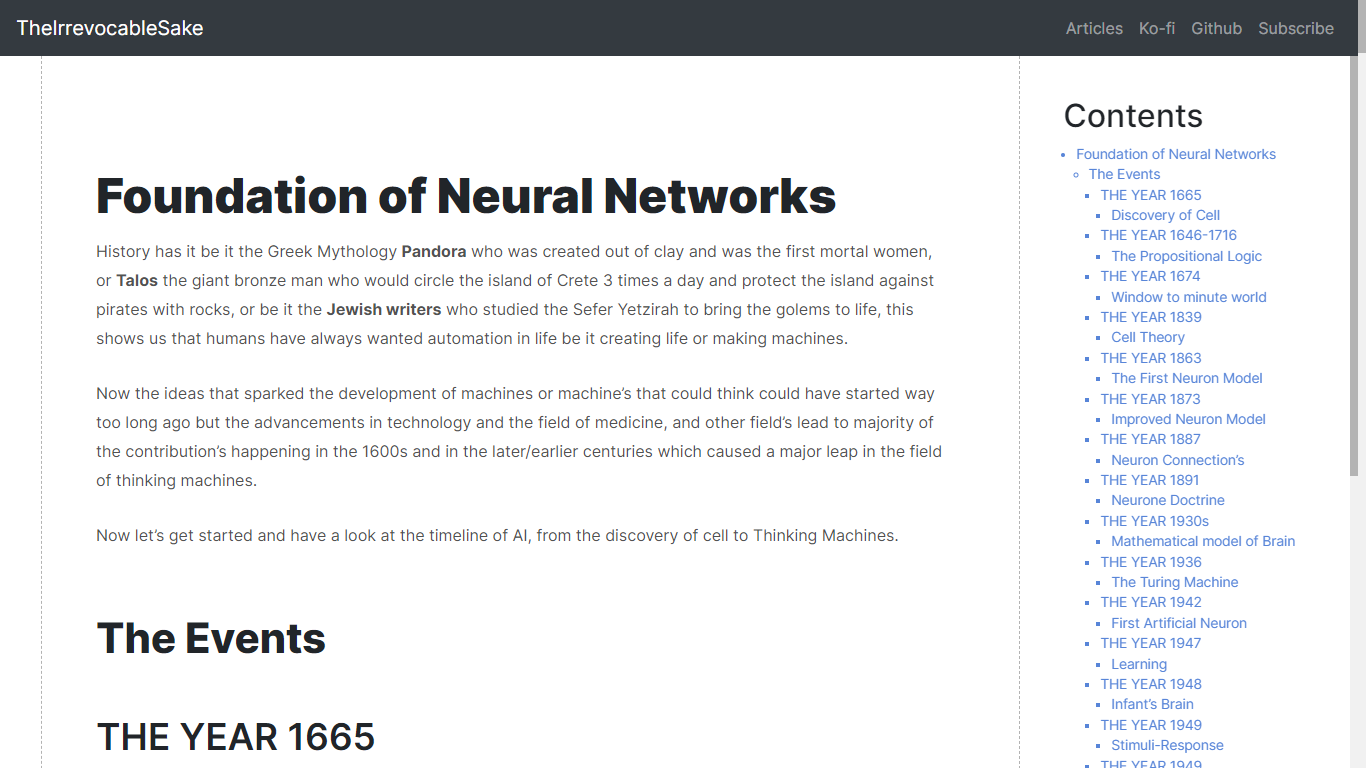 TheIrrevocableSake
Articles Ko-fi Github Subscribe
Foundation of Neural Networks
History has it be it the Greek Mythology Pandora who was created out of clay and was the first mortal women,
or Talos the giant bronze man who would circle the island of Crete 3 times a day and protect the island against
pirates with rocks, or be it the Jewish writers who studied the Sefer Yetzirah to bring the golems to life, this
shows us that humans have always wanted automation in life be it creating life or making machines.
Now the ideas that sparked the development of machines or machine’s that could think could have started way
too long ago but the advancements in technology and the field of medicine, and other field’s lead to majority of
the contribution’s happening in the 1600s and in the later/earlier centuries which caused a major leap in the field
of thinking machines.
Now let’s get started and have a look at the timeline of AI, from the discovery of cell to Thinking Machines.
The Events
THE YEAR 1665
Contents
Foundation of Neural Networks
The Events
THE YEAR 1665
Discovery of Cell
THE YEAR 1646-1716
The Propositional Logic
THE YEAR 1674
Window to minute world
THE YEAR 1839
Cell Theory
THE YEAR 1863
The First Neuron Model
THE YEAR 1873
Improved Neuron Model
THE YEAR 1887
Neuron Connection’s
THE YEAR 1891
Neurone Doctrine
THE YEAR 1930s
Mathematical model of Brain
THE YEAR 1936
The Turing Machine
THE YEAR 1942
First Artificial Neuron
THE YEAR 1947
Learning
THE YEAR 1948
Infant’s Brain
THE YEAR 1949
Stimuli-Response
THE YEAR 1949